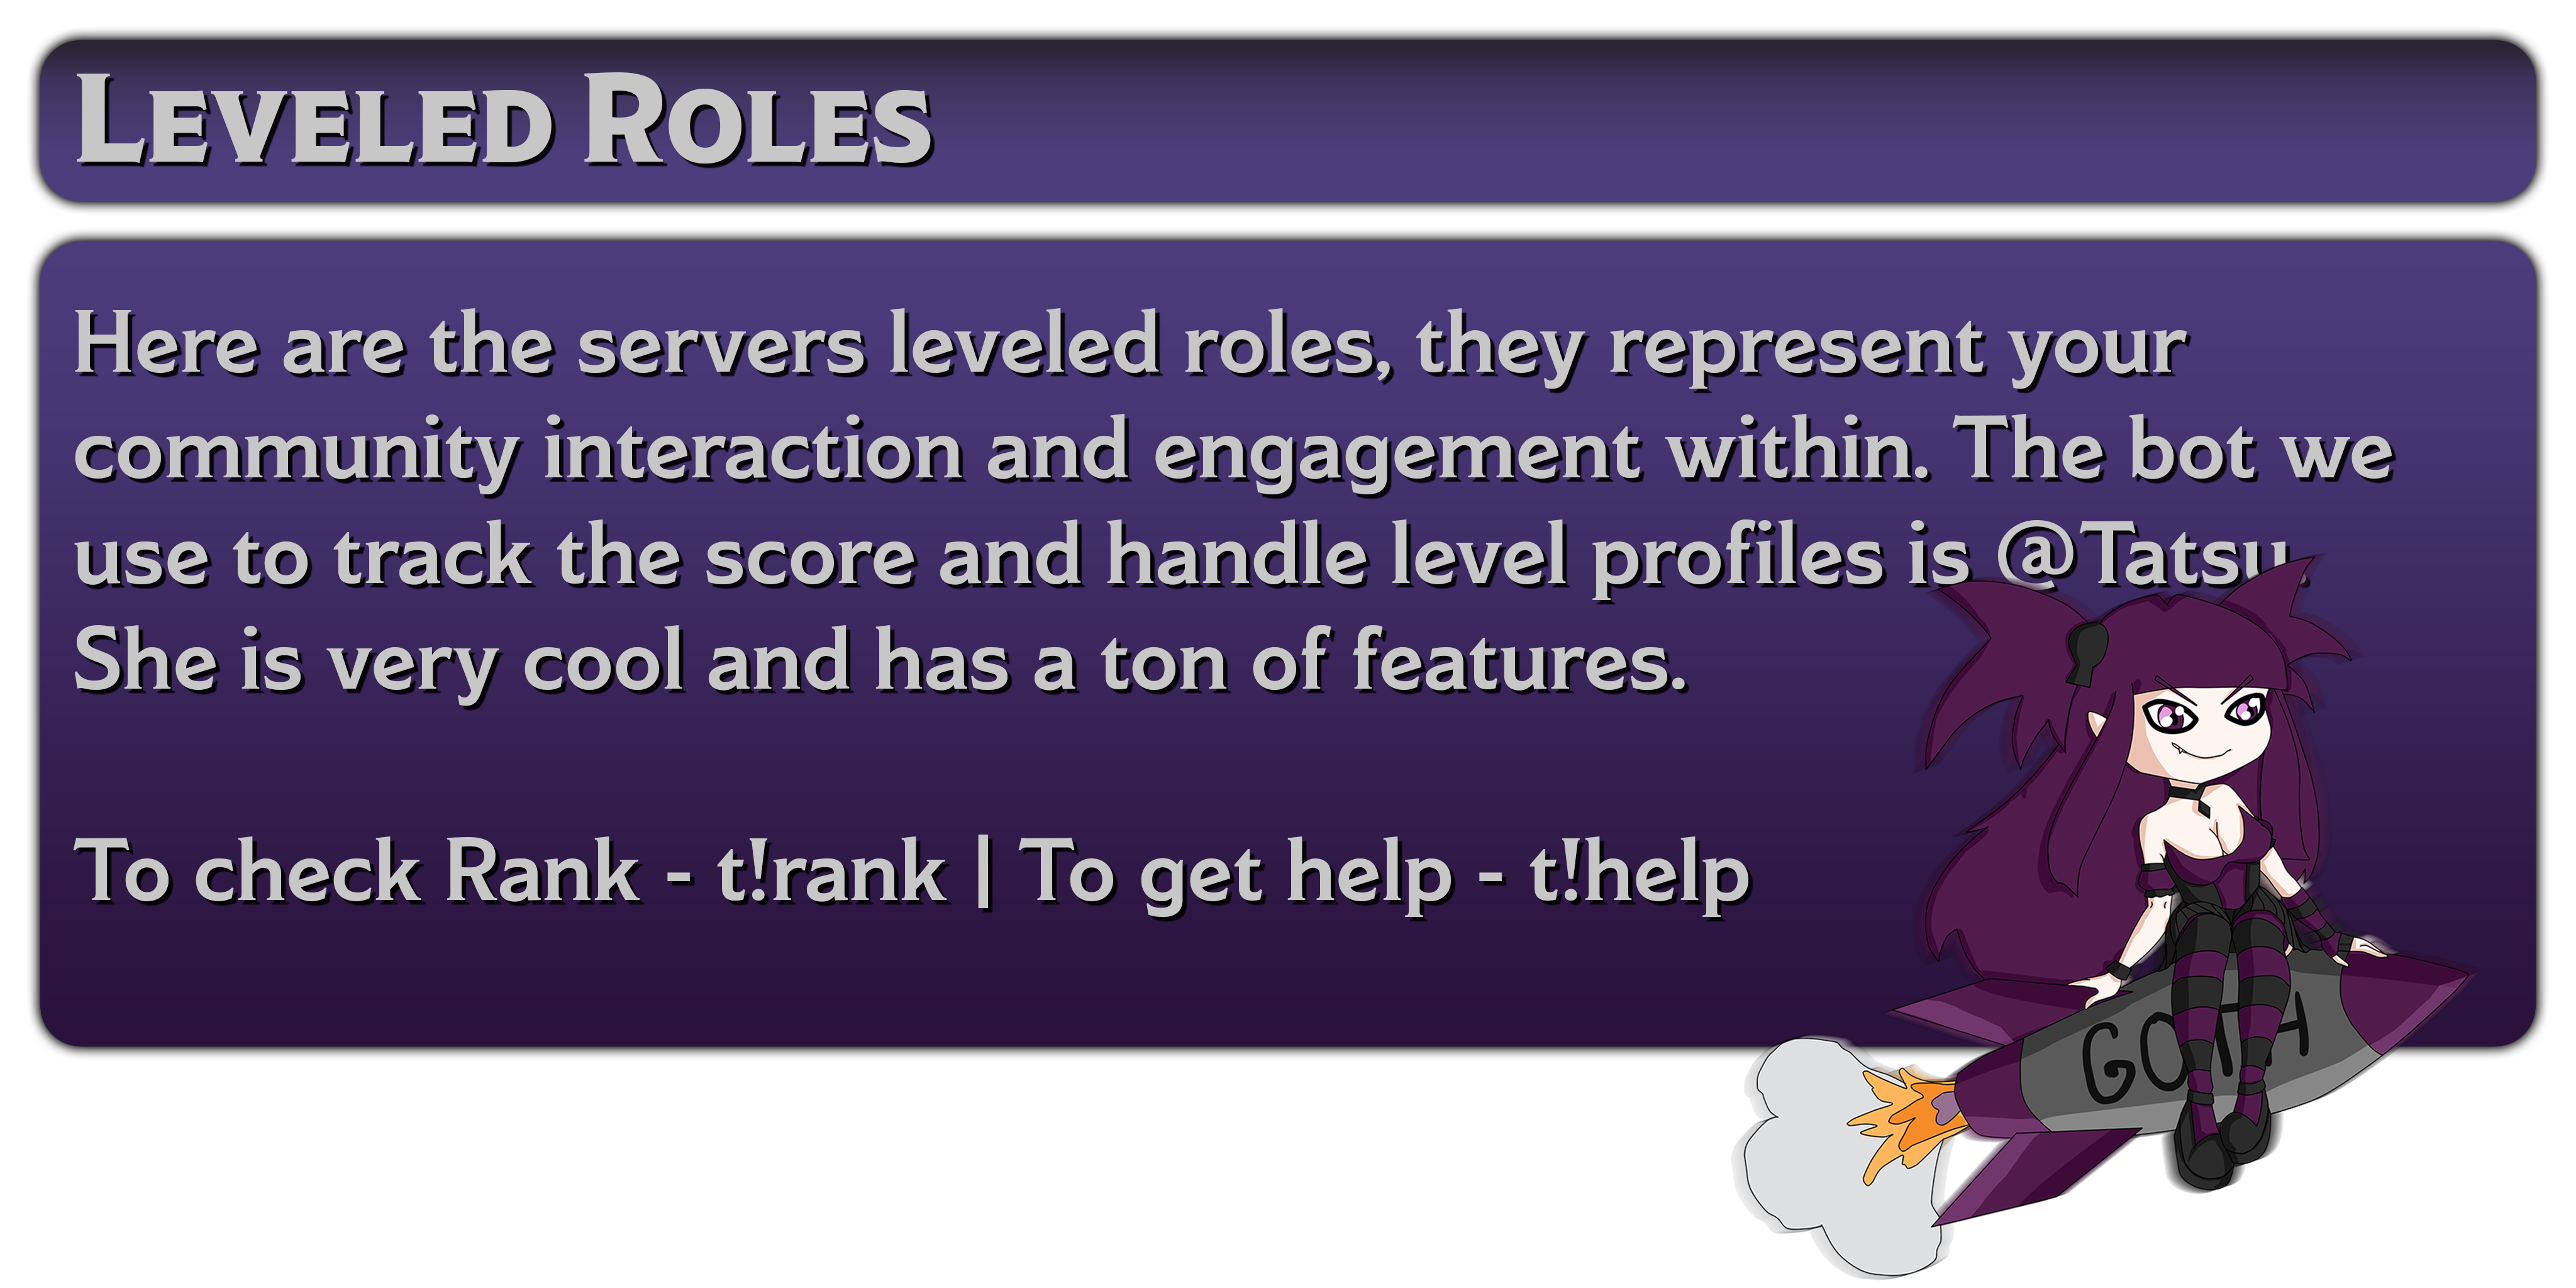 Leveled Roles
Here are the servers leveled roles, they represent your
community interaction and engagement within. The bot we
use to track the score and handle level profiles is @Tatsu.
She is very cool and has a ton of features.
To check Rank - t!rank | To get help - t!help
GOTH